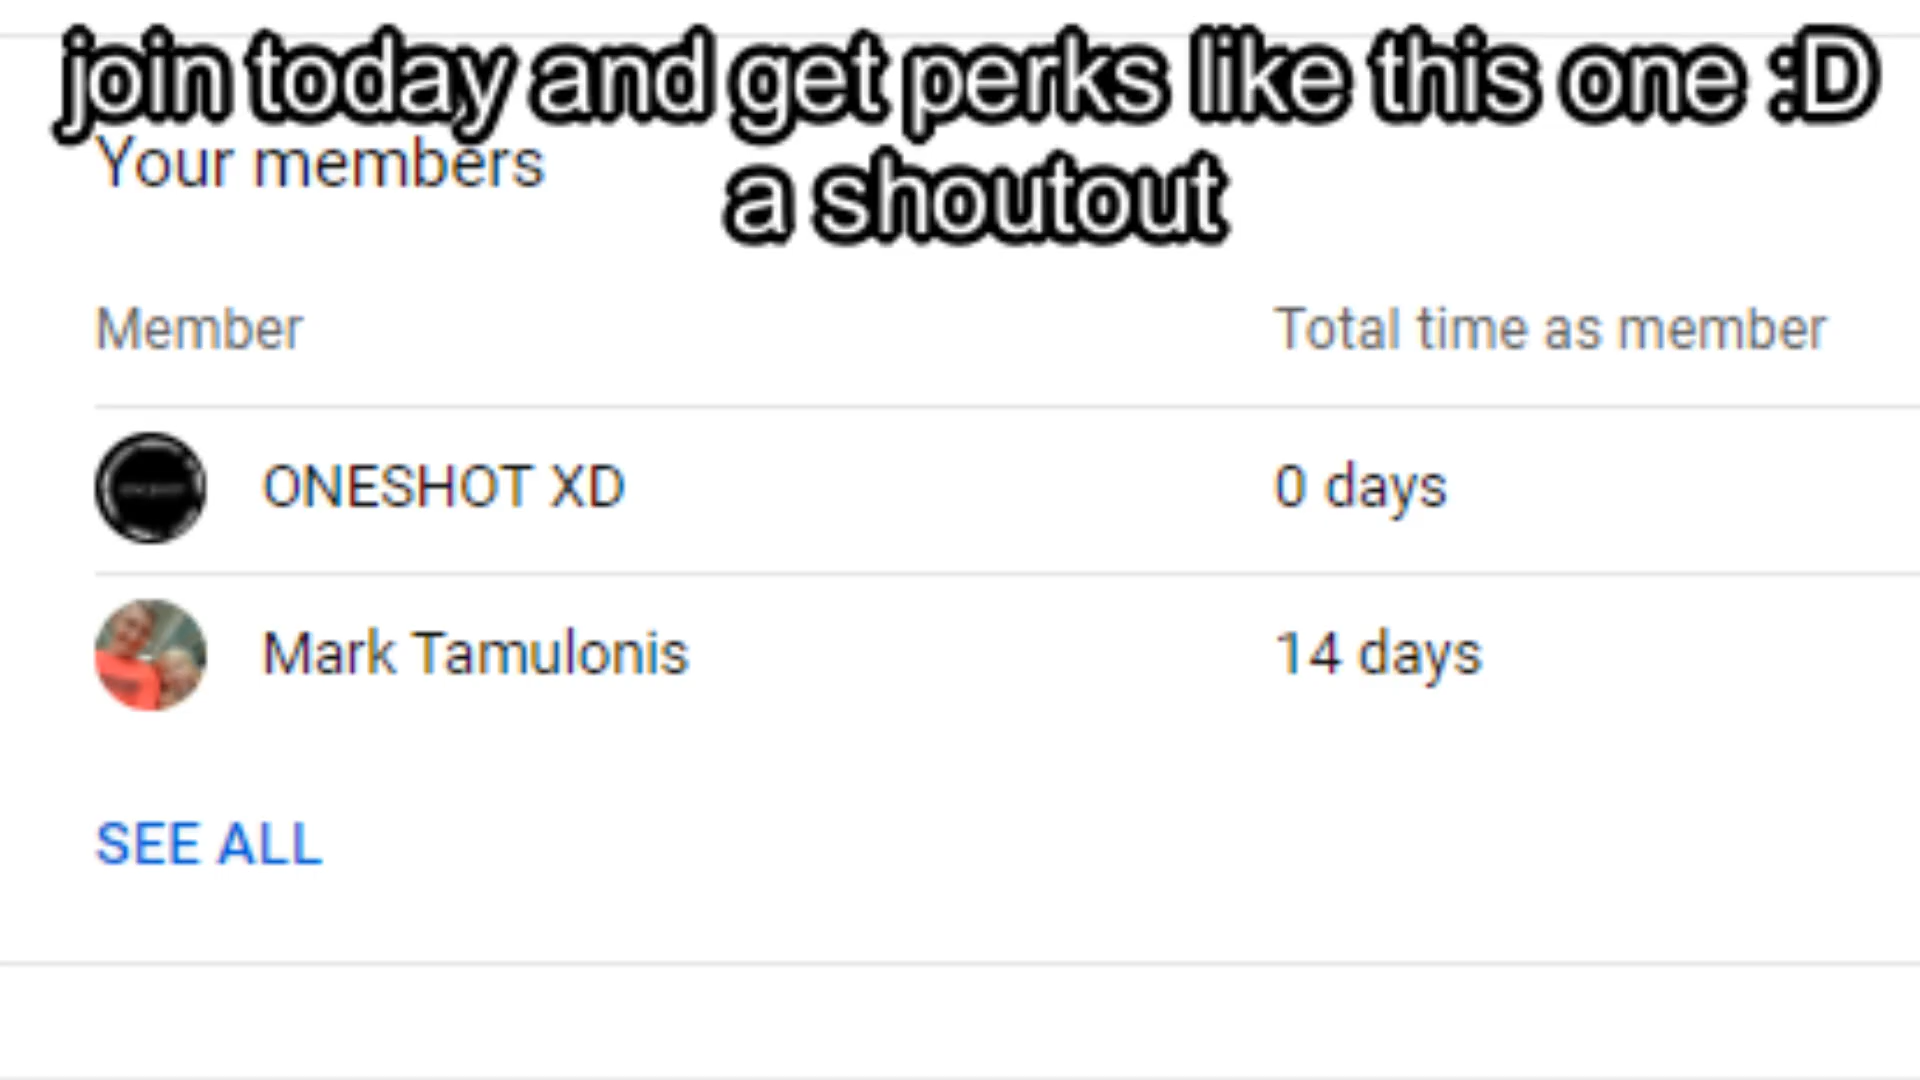 join today and get perks like this one :D
a shoutout
Your members
Member
Total time as member
ONESHOT XD
0 days
Mark Tamulonis
14 days
SEE ALL